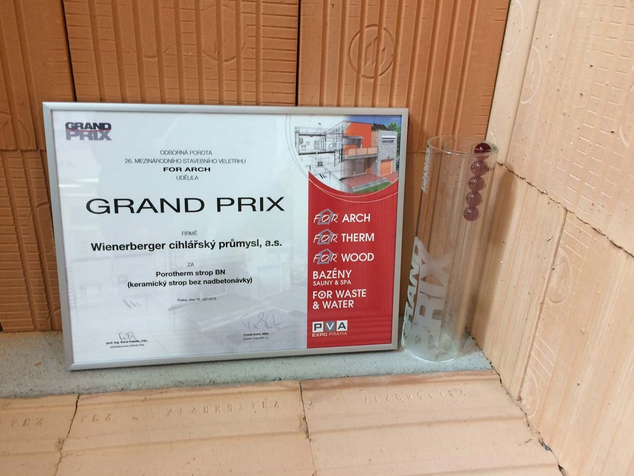 GRAND
PRIX
ODBORNÁ POROTA
26. MEZINÁRODNÍHO STAVEBNÍHO VELETRHU
FOR ARCH
UDĚLILA
GRAND PRIX
FIRMĚ
Wienerberger cihlářský průmysl, a.s.
ZA
Porotherm strop BN
(keramický strop bez nadbetonávky)
FOR ARCH
FOR THERM
FOR WOOD
BAZÉNY
SAUNY & SPA
FOR WASTE
& WATER
PVA
EXPO PRAHA
GRAND
PRIX